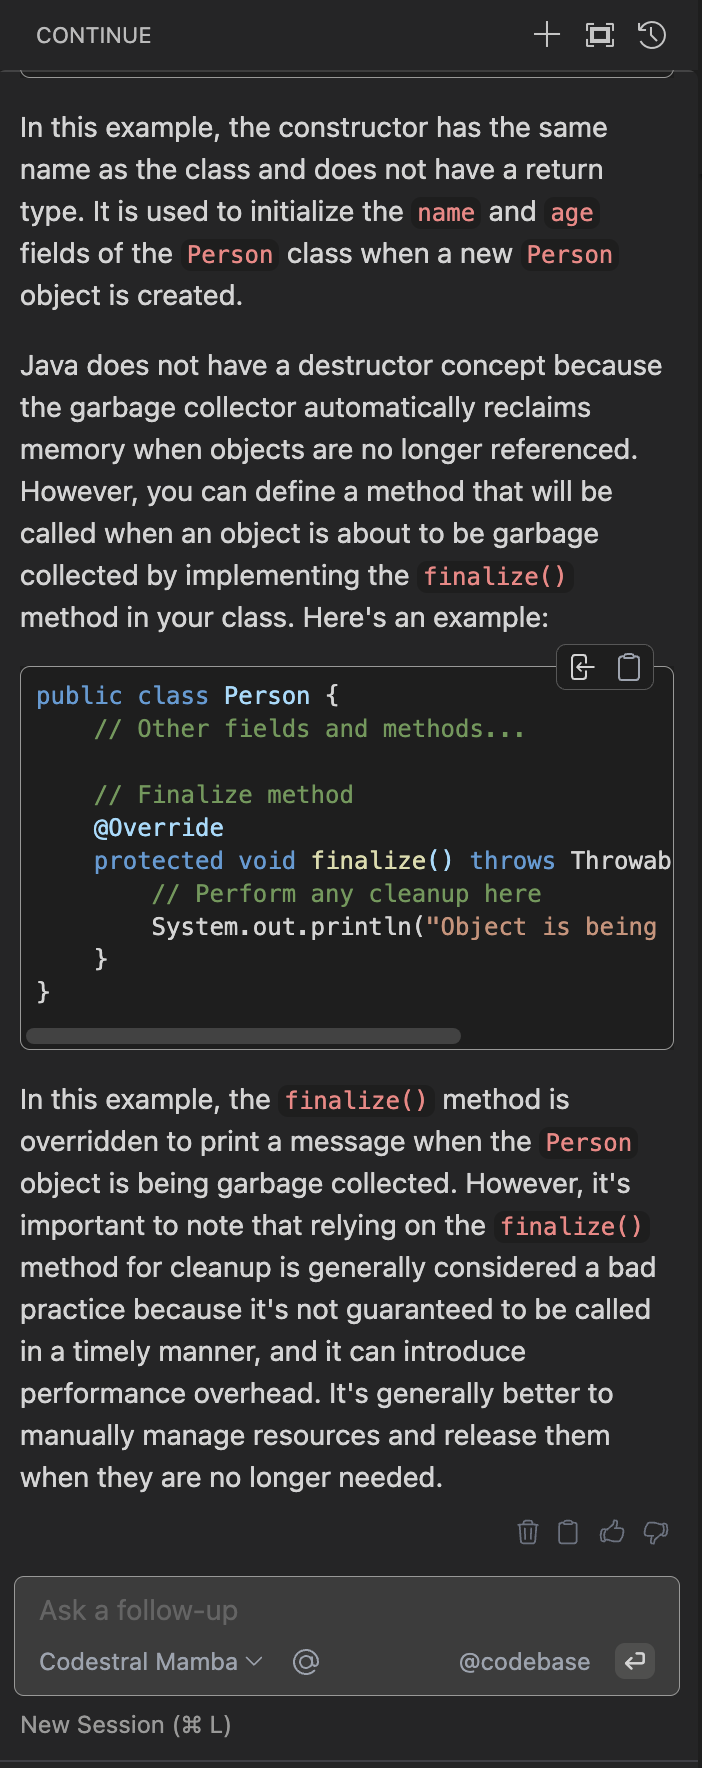 CONTINUE
In this example, the constructor has the same
name as the class and does not have a return
type. It is used to initialize the name and age
fields of the Person class when a new Person
object is created.
Java does not have a destructor concept because
the garbage collector automatically reclaims
memory when objects are no longer referenced.
However, you can define a method that will be
called when an object is about to be garbage
collected by implementing the finalize()
method in your class. Here's an example:
public class Person {
    // Other fields and methods...
    // Finalize method
    @Override
    protected void finalize() throws Throwab
        // Perform any cleanup here
        System.out.println("Object is being
    }
}
In this example, the finalize() method is
overridden to print a message when the Person
object is being garbage collected. However, it's
important to note that relying on the finalize()
method for cleanup is generally considered a bad
practice because it's not guaranteed to be called
in a timely manner, and it can introduce
performance overhead. It's generally better to
manually manage resources and release them
when they are no longer needed.
Ask a follow-up
Codestral Mamba @codebase
New Session (⌘ L)